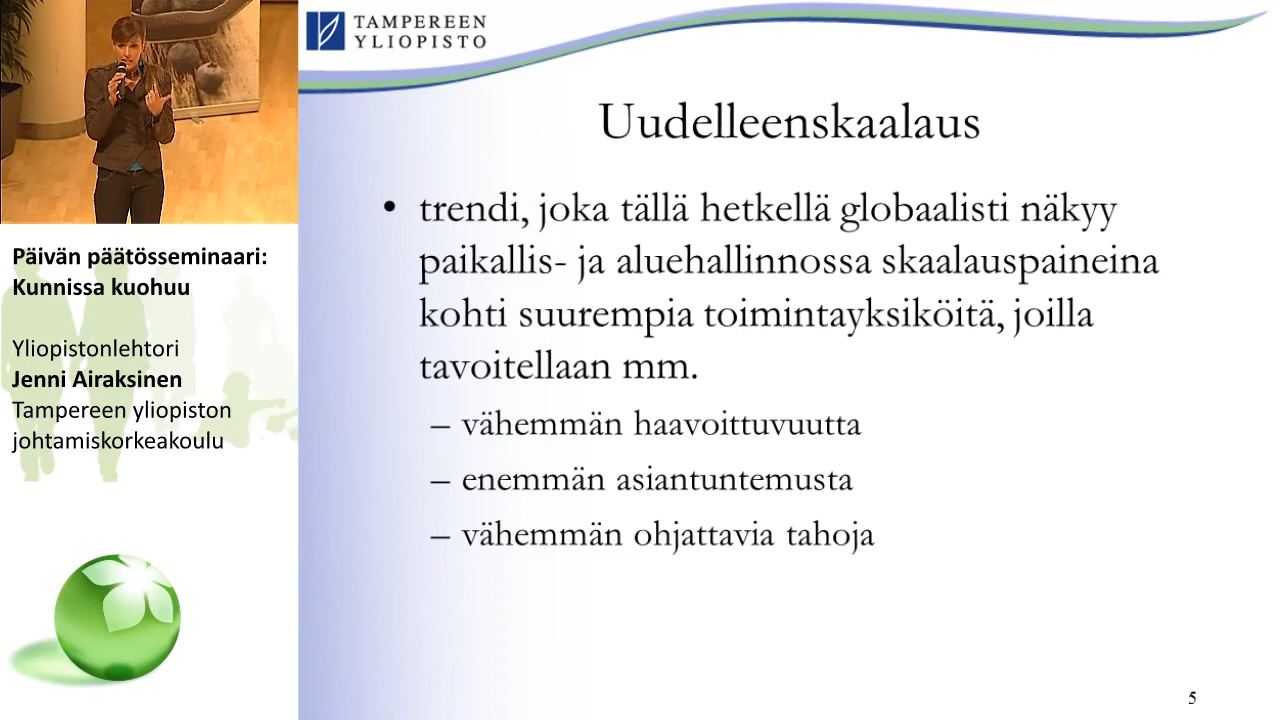 TAMPEREEN
YLIOPISTO
Uudelleenskaalaus
• trendi, joka tällä hetkellä globaalisti näkyy
paikallis- ja aluehallinnossa skaalauspaineina
kohti suurempia toimintayksiköitä, joilla
tavoitellaan mm.
– vähemmän haavoittuvuutta
– enemmän asiantuntemusta
– vähemmän ohjattavia tahoja
5
Päivän päätösseminaari:
Kunnissa kuohuu
Yliopistonlehtori
Jenni Airaksinen
Tampereen yliopiston
johtamiskorkeakoulu